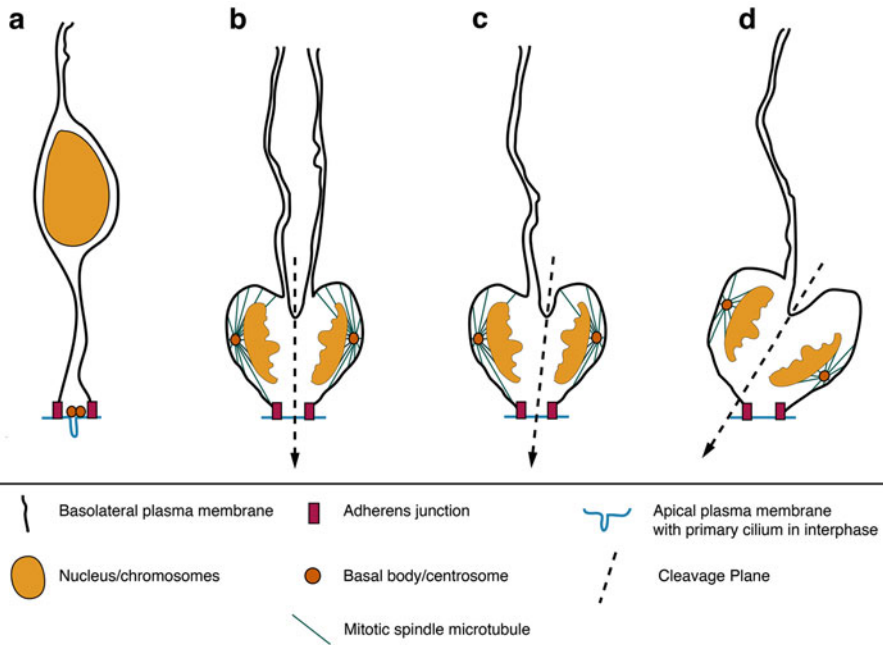 a
b
c
d
Basolateral plasma membrane
Adherens junction
Apical plasma membrane
with primary cilium in interphase
Nucleus/chromosomes
Basal body/centrosome
Cleavage Plane
Mitotic spindle microtubule